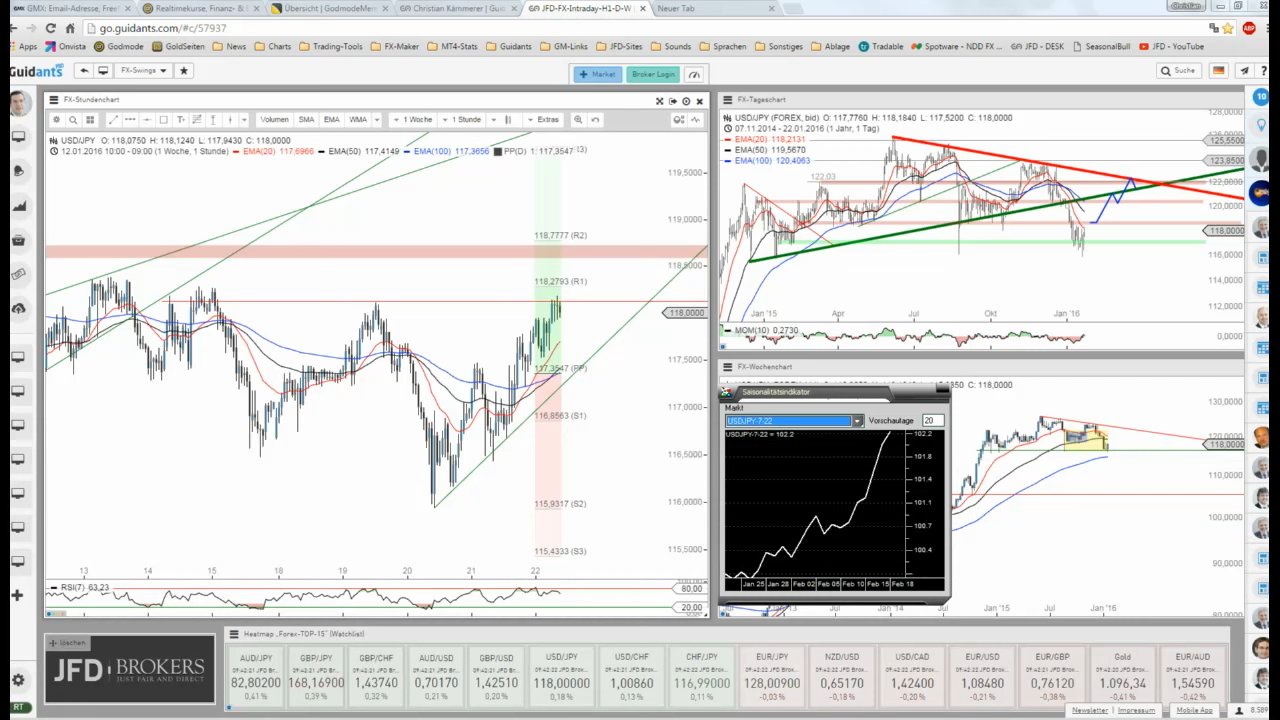 GMX: Email-Adresse, Free
Realtimekurse, Finanz- &
Übersicht | GodmodeMem
Christian Kämmerer | Gui
JFD-FX-Intraday-H1-D-W
Neuer Tab
Christian
go.guidants.com/#c/57937
Apps Onvista Godmode GoldSeiten News Charts Trading-Tools FX-Maker MT4-Stats Guidants GM-Links JFD-Sites Sounds Sprachen Sonstiges Ablage Tradable Spotware - NDD FX ... JFD - DESK SeasonalBull JFD - YouTube
Guidants FX-Swings Market Broker Login Suche
FX-Stundenchart
Volumen SMA EMA WMA 1 Woche 1 Stunde Extras
USD/JPY O: 118,0750 H: 118,1240 L: 117,9430 C: 118,0000
12.01.2016 10:00 - 09:00 (1 Woche, 1 Stunde) EMA(20) 117,6966 EMA(50) 117,4149 EMA(100) 117,3656 PP(D) 117,3547
119,5000
119,0000
118,7777 (R2)
118,5000
118,2793 (R1)
118,0000
117,5000
117,3547 (PP)
117,0000
116,8563 (S1)
116,5000
116,0000
115,9317 (S2)
115,5000
115,4333 (S3)
13 14 15 18 19 20 21 22
RSI(7) 63,23
80,00
20,00
FX-Tageschart
USD/JPY (FOREX, bid) O: 117,7760 H: 118,1840 L: 117,5200 C: 118,0000
07.11.2014 - 22.01.2016 (1 Jahr, 1 Tag)
EMA(20) 118,2131
EMA(50) 119,5670
EMA(100) 120,4063
122,03
128,0000
125,5500
123,8500
122,0000
120,0000
118,0000
116,0000
114,0000
112,0000
Jan '15 Apr Jul Okt Jan '16
MOM(10) 0,2730
0,0000
FX-Wochenchart
C: 118,0000
130,0000
120,0000
118,0000
110,0000
100,0000
90,0000
80,0000
Jul Jan '14 Jul Jan '15 Jul Jan '16
Saisonalitätsindikator
Markt
USDJPY-7-22 Vorschautage 20
USDJPY-7-22 = 102.2
102.2
101.8
101.4
101.1
100.7
100.4
Jan 25 Jan 28 Feb 02 Feb 05 Feb 10 Feb 15 Feb 18
löschen
JFD BROKERS
JUST FAIR AND DIRECT
Heatmap „Forex-TOP-15" (Watchlist)
AUD/JPY GBP/JPY GBP/CHF AUD/USD GBP/USD USD/JPY USD/CHF CHF/JPY EUR/JPY NZD/USD USD/CAD EUR/USD EUR/GBP Gold EUR/AUD
82,80200 168,16900 1,43740 0,70170 1,42510 118,00000 1,00826 116,99000 128,00900 1,42400 0,76120 1.096,34 1,54590
0,41 % 0,39 % 0,32 % 0,21 % 0,20 % 0,18 % 0,13 % 0,11 % -0,03 % -0,18 % -0,20 % -0,21 % -0,38 % -0,41 % -0,42 %
RT
Newsletter | Impressum Mobile App